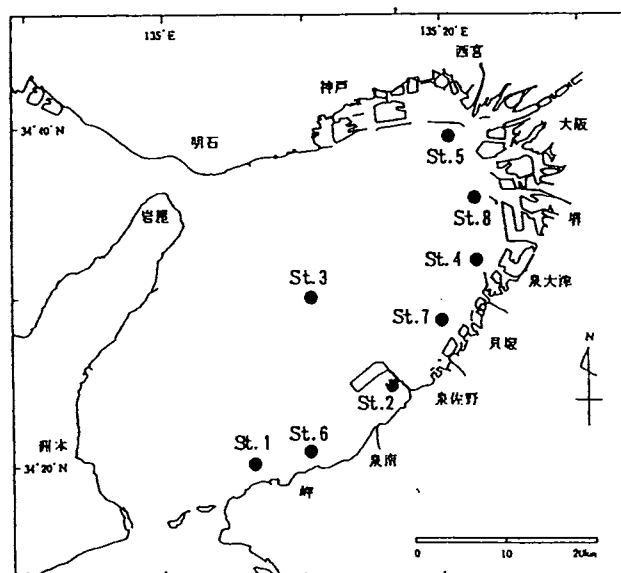 135°E
135°20'E
西宮
神戸
34°40'N
明石
大阪
St.5
岩屋
St.8
堺
St.4
泉大津
St.3
St.7
貝塚
N
St.2
泉佐野
洲本
St.1
St.6
泉南
34°20'N
岬
0
10
20km